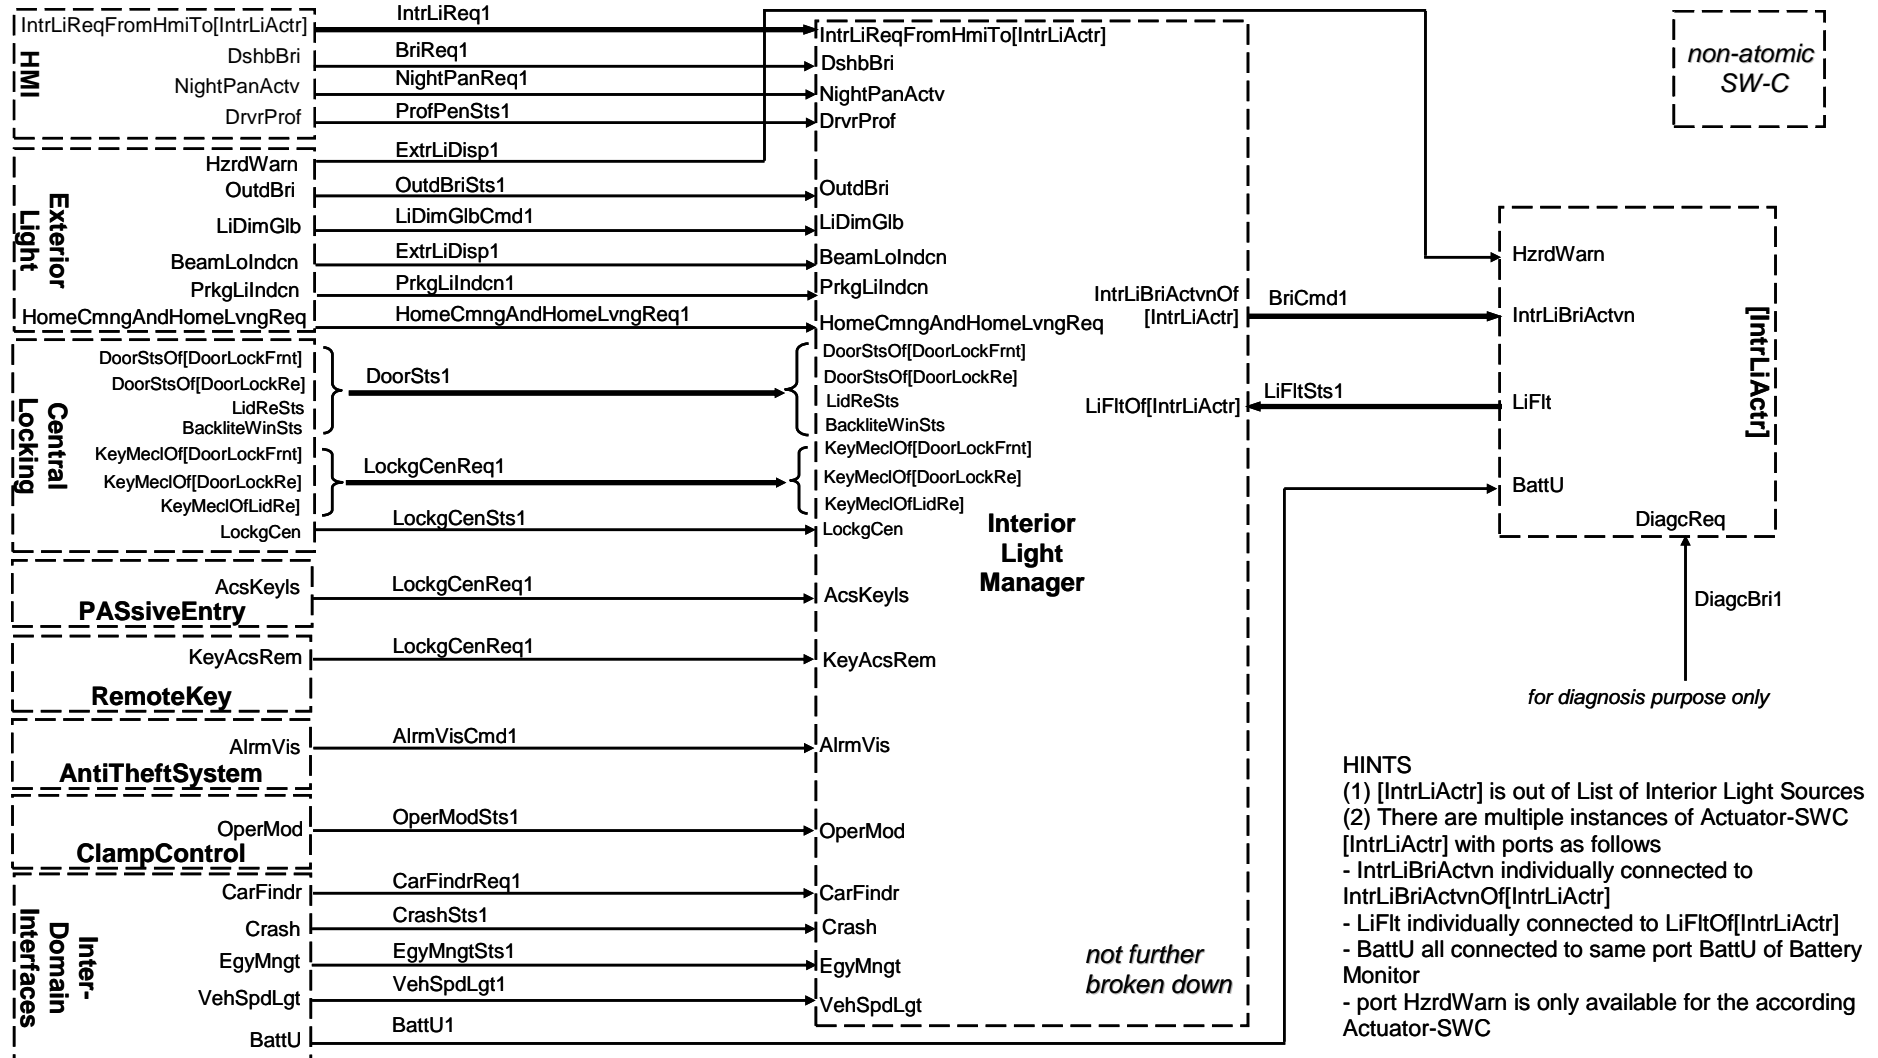 IntrLiReqFromHmiTo[IntrLiActr]
DshbBri
NightPanActv
DrvrProf
HMI
IntrLiReq1
BriReq1
NightPanReq1
ProfPenSts1
HzrdWarn
OutdBri
LiDimGlb
BeamLoIndcn
PrkgLiIndcn
HomeCmngAndHomeLvngReq
Exterior
Light
ExtrLiDisp1
OutdBriSts1
LiDimGlbCmd1
ExtrLiDisp1
PrkgLiIndcn1
HomeCmngAndHomeLvngReq1
DoorStsOf[DoorLockFrnt]
DoorStsOf[DoorLockRe]
LidReSts
BackliteWinSts
KeyMeclOf[DoorLockFrnt]
KeyMeclOf[DoorLockRe]
KeyMeclOfLidRe]
LockgCen
Central
Locking
DoorSts1
LockgCenReq1
LockgCenSts1
AcsKeyls
PASsiveEntry
LockgCenReq1
KeyAcsRem
RemoteKey
LockgCenReq1
AlrmVis
AntiTheftSystem
AlrmVisCmd1
OperMod
ClampControl
OperModSts1
CarFindr
Crash
EgyMngt
VehSpdLgt
BattU
Inter-
Domain
Interfaces
CarFindrReq1
CrashSts1
EgyMngtSts1
VehSpdLgt1
BattU1
IntrLiReqFromHmiTo[IntrLiActr]
DshbBri
NightPanActv
DrvrProf
OutdBri
LiDimGlb
BeamLoIndcn
PrkgLiIndcn
HomeCmngAndHomeLvngReq
DoorStsOf[DoorLockFrnt]
DoorStsOf[DoorLockRe]
LidReSts
BackliteWinSts
KeyMeclOf[DoorLockFrnt]
KeyMeclOf[DoorLockRe]
KeyMeclOfLidRe]
LockgCen
AcsKeyls
KeyAcsRem
AlrmVis
OperMod
CarFindr
Crash
EgyMngt
VehSpdLgt
Interior
Light
Manager
not further
broken down
IntrLiBriActvnOf
[IntrLiActr]
LiFltOf[IntrLiActr]
BriCmd1
LiFltSts1
non-atomic
SW-C
HzrdWarn
IntrLiBriActvn
LiFlt
BattU
DiagcReq
[IntrLiActr]
DiagcBri1
for diagnosis purpose only
HINTS
(1) [IntrLiActr] is out of List of Interior Light Sources
(2) There are multiple instances of Actuator-SWC
[IntrLiActr] with ports as follows
- IntrLiBriActvn individually connected to
IntrLiBriActvnOf[IntrLiActr]
- LiFlt individually connected to LiFltOf[IntrLiActr]
- BattU all connected to same port BattU of Battery
Monitor
- port HzrdWarn is only available for the according
Actuator-SWC